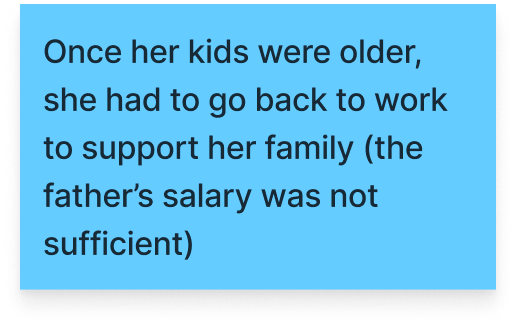 Once her kids were older,
she had to go back to work
to support her family (the
father’s salary was not
sufficient)